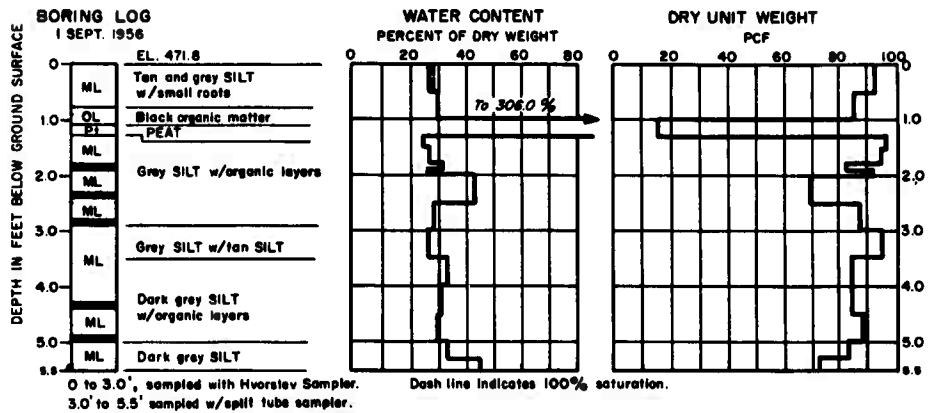 BORING LOG
1 SEPT. 1956
WATER CONTENT
PERCENT OF DRY WEIGHT
DRY UNIT WEIGHT
PCF
DEPTH IN FEET BELOW GROUND SURFACE
EL. 471.8
0 20 40 60 80
0 20 40 60 80 100
0
ML
Tan and grey SILT
w/small roots
0
To 306.0 %
1.0
OL
Black organic matter
1.0
Pt
PEAT
ML
Grey SILT w/organic layers
2.0
ML
2.0
ML
3.0
3.0
Grey SILT w/tan SILT
ML
4.0
Dark grey SILT
w/organic layers
4.0
ML
5.0
5.0
ML
Dark grey SILT
5.5
5.5
0 to 3.0', sampled with Hvorslev Sampler.
Dash line indicates 100% saturation.
3.0' to 5.5' sampled w/split tube sampler.